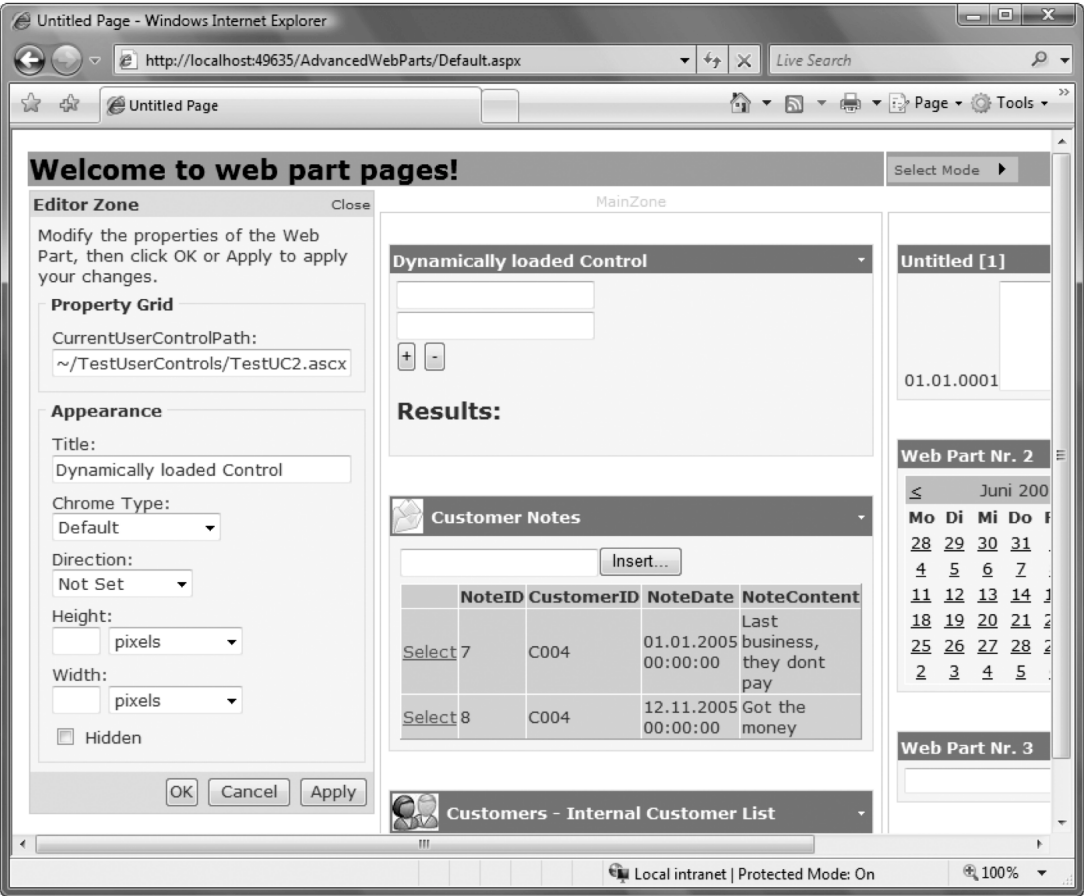 Untitled Page - Windows Internet Explorer
http://localhost:49635/AdvancedWebParts/Default.aspx
Live Search
Untitled Page
Page
Tools
Welcome to web part pages!
Select Mode
Editor Zone
Close
Modify the properties of the Web
Part, then click OK or Apply to apply
your changes.
Property Grid
CurrentUserControlPath:
~/TestUserControls/TestUC2.ascx
Appearance
Title:
Dynamically loaded Control
Chrome Type:
Default
Direction:
Not Set
Height:
pixels
Width:
pixels
Hidden
OK Cancel Apply
MainZone
Dynamically loaded Control
+ -
Results:
Customer Notes
Insert...
NoteID CustomerID NoteDate NoteContent
Select 7 C004 01.01.2005 00:00:00 Last business, they dont pay
Select 8 C004 12.11.2005 00:00:00 Got the money
Customers - Internal Customer List
Untitled [1]
01.01.0001
Web Part Nr. 2
< Juni 200
Mo Di Mi Do
28 29 30 31
4 5 6 7
11 12 13 14
18 19 20 21
25 26 27 28
2 3 4 5
Web Part Nr. 3
Local intranet | Protected Mode: On
100%